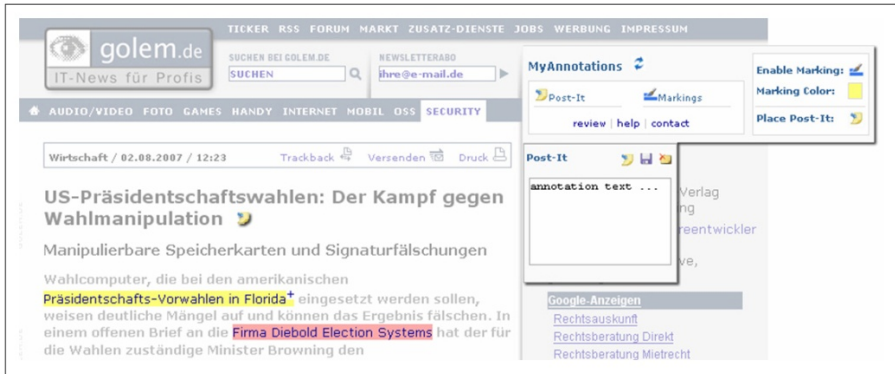 TICKER RSS FORUM MARKT ZUSATZ-DIENSTE JOBS WERBUNG IMPRESSUM
golem.de
IT-News für Profis
SUCHEN BEI GOLEM.DE
SUCHEN
NEWSLETTERABO
ihre@e-mail.de
AUDIO/VIDEO FOTO GAMES HANDY INTERNET MOBIL OSS SECURITY
MyAnnotations
Post-It Markings
review | help | contact
Enable Marking:
Marking Color:
Place Post-It:
Wirtschaft / 02.08.2007 / 12:23 Trackback Versenden Druck
US-Präsidentschaftswahlen: Der Kampf gegen
Wahlmanipulation
Manipulierbare Speicherkarten und Signaturfälschungen
Wahlcomputer, die bei den amerikanischen
Präsidentschafts-Vorwahlen in Florida+ eingesetzt werden sollen,
weisen deutliche Mängel auf und können das Ergebnis fälschen. In
einem offenen Brief an die Firma Diebold Election Systems hat der für
die Wahlen zuständige Minister Browning den
Post-It
annotation text ...
Verlag
ng
reentwickler
ve,
Google-Anzeigen
Rechtsauskunft
Rechtsberatung Direkt
Rechtsberatung Mietrecht